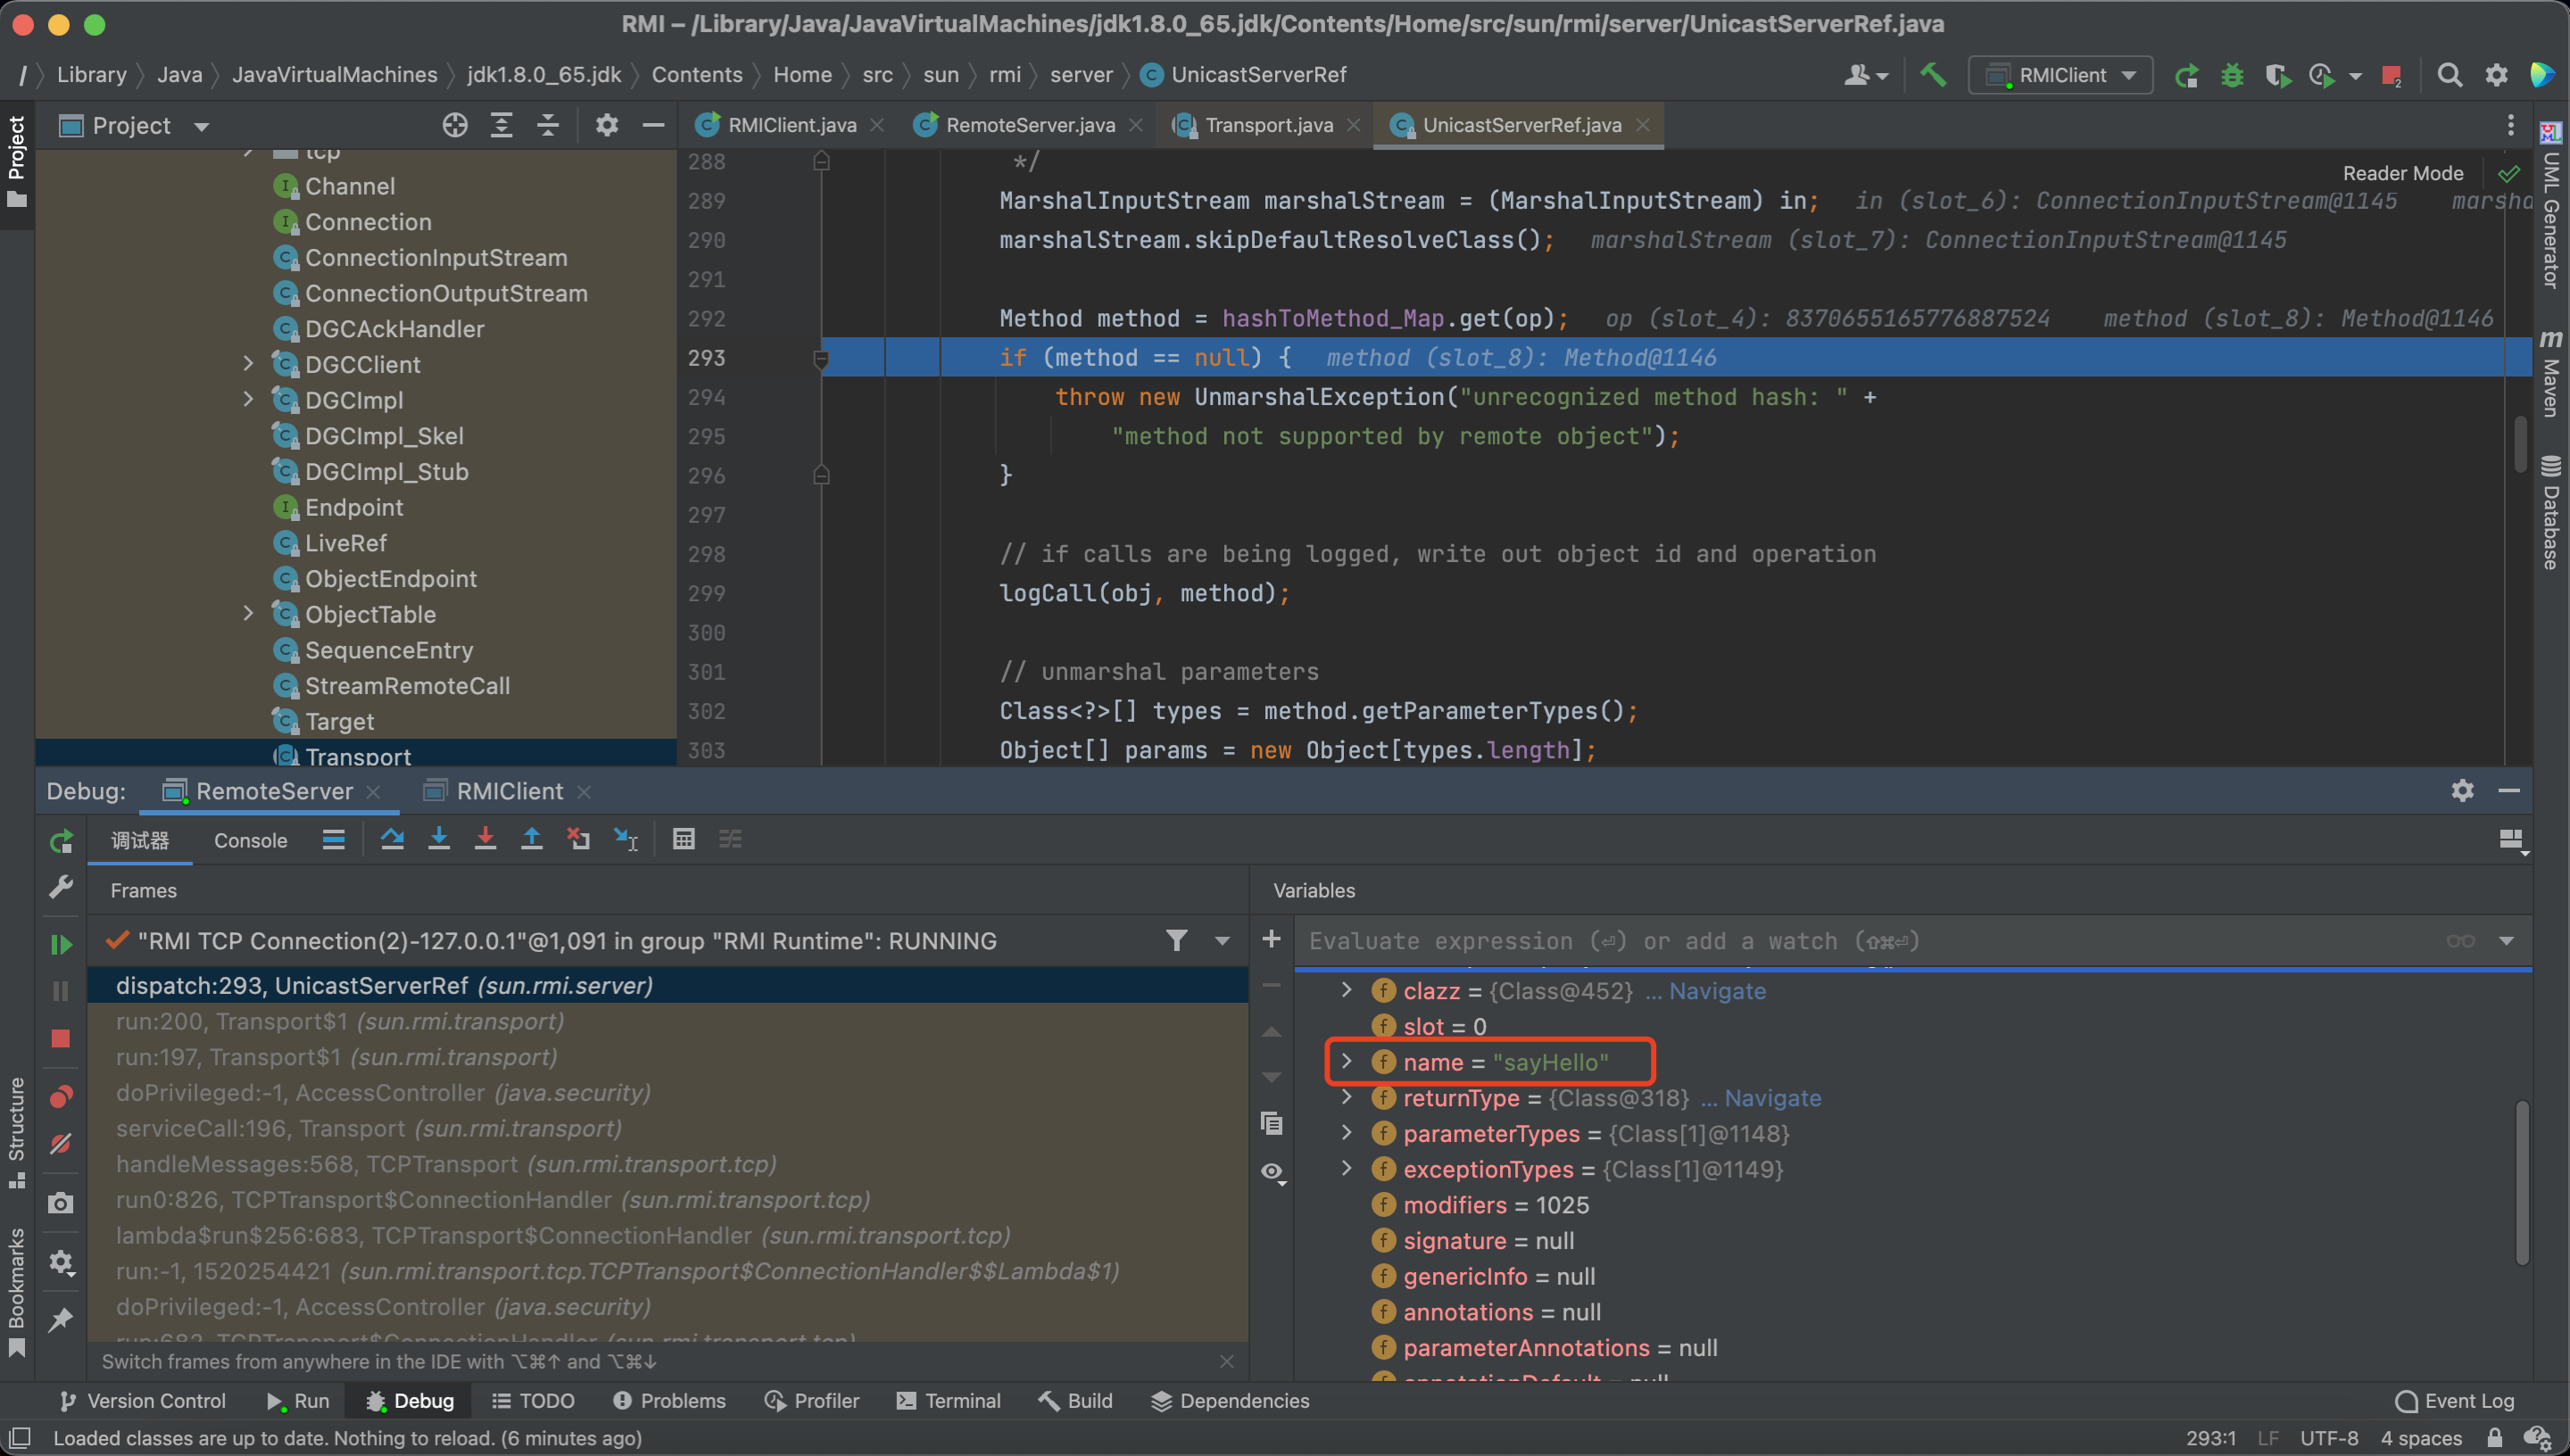 RMI – /Library/Java/JavaVirtualMachines/jdk1.8.0_65.jdk/Contents/Home/src/sun/rmi/server/UnicastServerRef.java
/ Library Java JavaVirtualMachines jdk1.8.0_65.jdk Contents Home src sun rmi server UnicastServerRef
RMIClient
Project
RMIClient.java
RemoteServer.java
Transport.java
UnicastServerRef.java
Project
tcp
Channel
Connection
ConnectionInputStream
ConnectionOutputStream
DGCAckHandler
DGCClient
DGCImpl
DGCImpl_Skel
DGCImpl_Stub
Endpoint
LiveRef
ObjectEndpoint
ObjectTable
SequenceEntry
StreamRemoteCall
Target
Transport
Reader Mode
288 */
289 MarshalInputStream marshalStream = (MarshalInputStream) in; in (slot_6): ConnectionInputStream@1145 marsha
290 marshalStream.skipDefaultResolveClass(); marshalStream (slot_7): ConnectionInputStream@1145
291
292 Method method = hashToMethod_Map.get(op); op (slot_4): 8370655165776887524 method (slot_8): Method@1146
293 if (method == null) { method (slot_8): Method@1146
294 throw new UnmarshalException("unrecognized method hash: " +
295 "method not supported by remote object");
296 }
297
298 // if calls are being logged, write out object id and operation
299 logCall(obj, method);
300
301 // unmarshal parameters
302 Class<?>[] types = method.getParameterTypes();
303 Object[] params = new Object[types.length];
UML Generator
Maven
Database
Debug: RemoteServer RMIClient
调试器 Console
Frames
"RMI TCP Connection(2)-127.0.0.1"@1,091 in group "RMI Runtime": RUNNING
dispatch:293, UnicastServerRef (sun.rmi.server)
run:200, Transport$1 (sun.rmi.transport)
run:197, Transport$1 (sun.rmi.transport)
doPrivileged:-1, AccessController (java.security)
serviceCall:196, Transport (sun.rmi.transport)
handleMessages:568, TCPTransport (sun.rmi.transport.tcp)
run0:826, TCPTransport$ConnectionHandler (sun.rmi.transport.tcp)
lambda$run$256:683, TCPTransport$ConnectionHandler (sun.rmi.transport.tcp)
run:-1, 1520254421 (sun.rmi.transport.tcp.TCPTransport$ConnectionHandler$$Lambda$1)
doPrivileged:-1, AccessController (java.security)
run:682, TCPTransport$ConnectionHandler (sun.rmi.transport.tcp)
Switch frames from anywhere in the IDE with ⌥⌘↑ and ⌥⌘↓
Variables
Evaluate expression (⏎) or add a watch (⇧⌘⏎)
clazz = {Class@452} ... Navigate
slot = 0
name = "sayHello"
returnType = {Class@318} ... Navigate
parameterTypes = {Class[1]@1148}
exceptionTypes = {Class[1]@1149}
modifiers = 1025
signature = null
genericInfo = null
annotations = null
parameterAnnotations = null
annotationDefault = null
Structure
Bookmarks
Version Control Run Debug TODO Problems Profiler Terminal Build Dependencies Event Log
Loaded classes are up to date. Nothing to reload. (6 minutes ago) 293:1 LF UTF-8 4 spaces